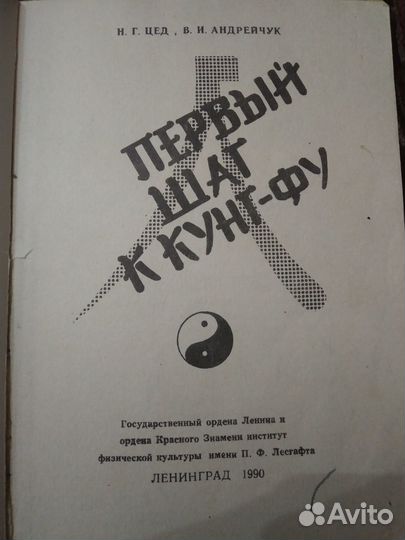 Н. Г. ЦЕД , В. И. АНДРЕЙЧУК
ПЕРВЫЙ
ШАГ
К КУНГ-ФУ
Государственный ордена Ленина и
ордена Красного Знамени институт
физической культуры имени П. Ф. Лесгафта
ЛЕНИНГРАД 1990
Avito